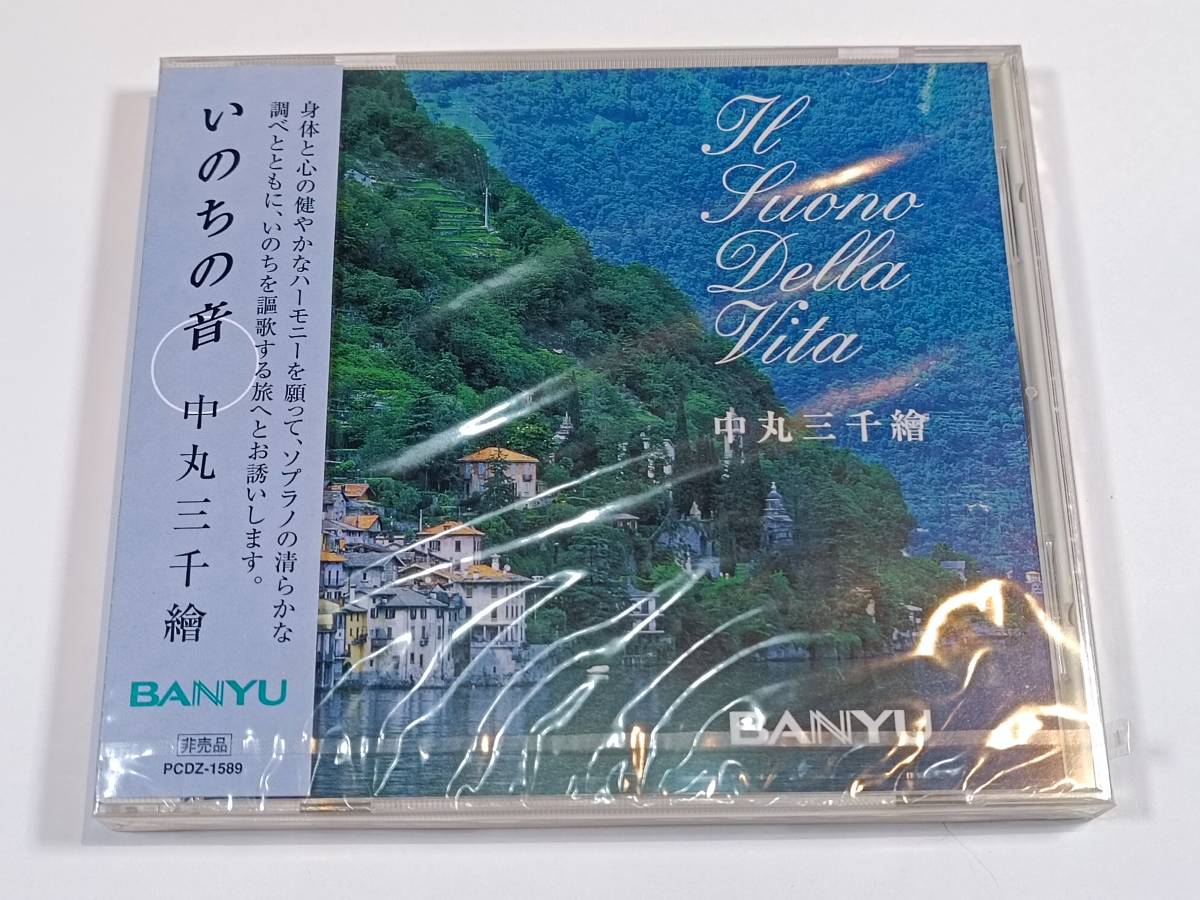 いのちの音 中丸三千繪
身体と心の健やかなハーモニーを願って、ソプラノの清らかな
調べとともに、いのちを謳歌する旅へとお誘いします。
BANYU
非売品
PCDZ-1589
Il
Suono
Della
Vita
中丸三千繪
BANYU